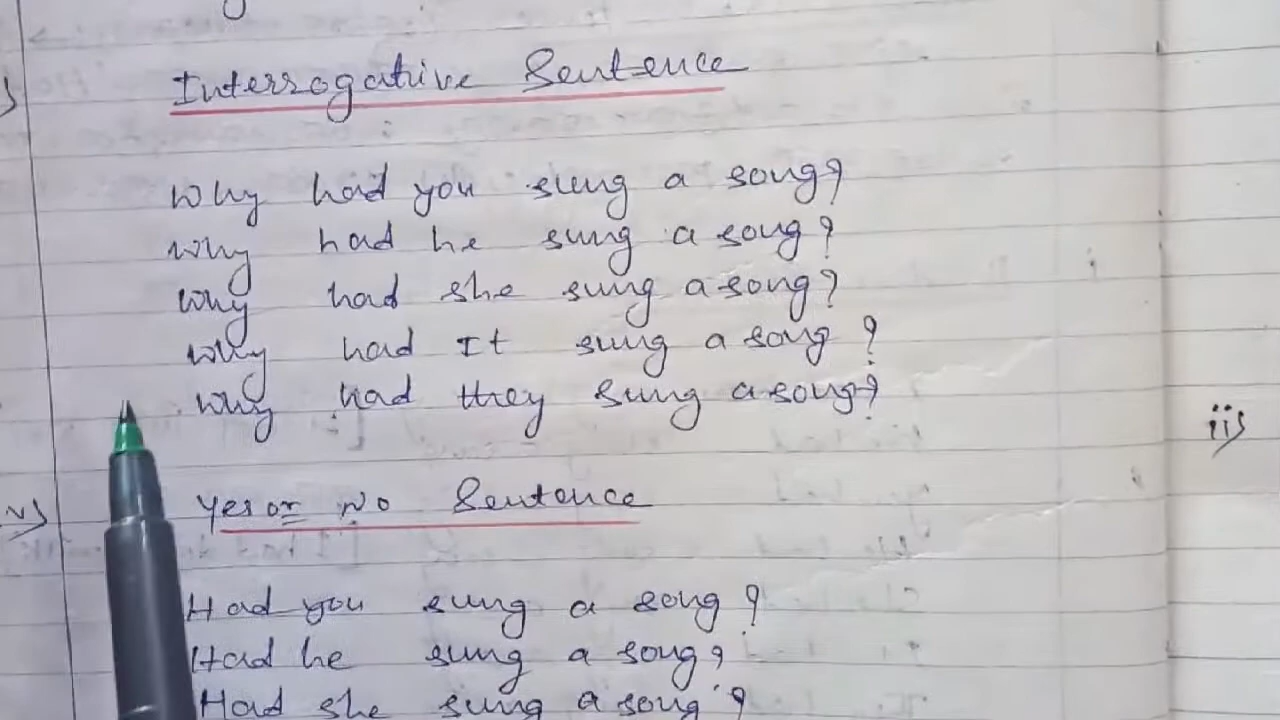 Interrogative Sentence
Why had you sung a song?
Why had he sung a song?
Why had she sung a song?
Why had It sung a song?
Why had they sung a song?
ii)
Yes or No Sentence
Had you sung a song?
Had he sung a song?
Had she sung a song?